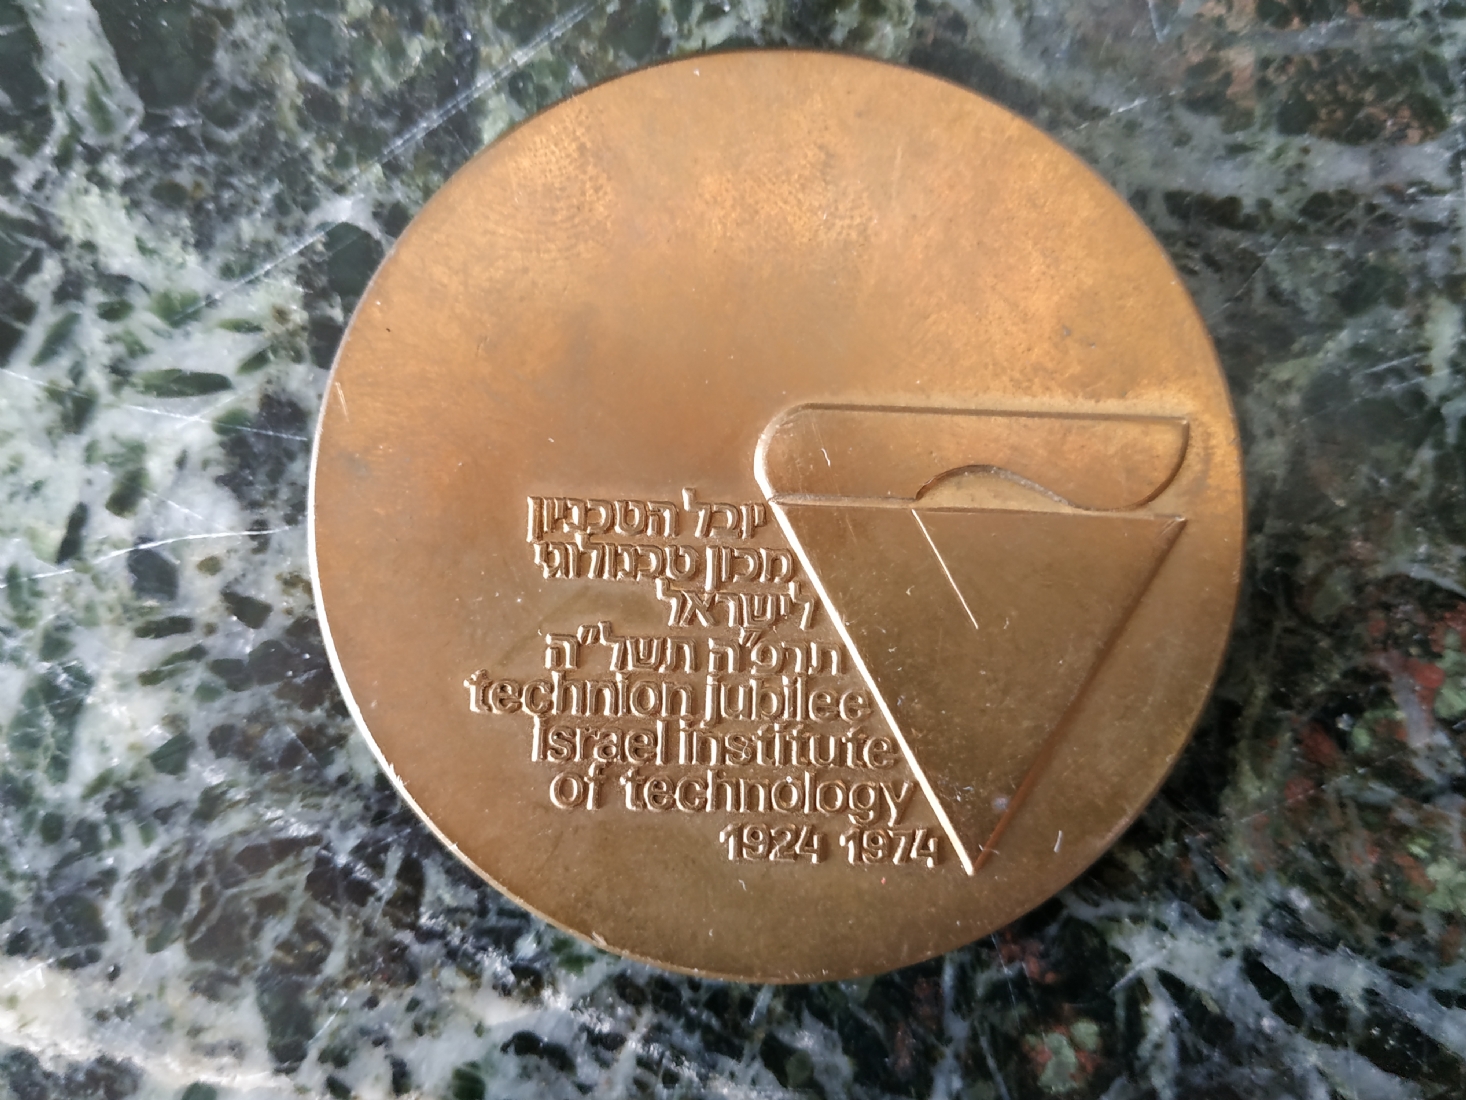 יובל הטכניון
מכון טכנולוגי
לישראל
תרפ"ה תשל"ה
technion jubilee
Israel institute
of technology
1924 1974